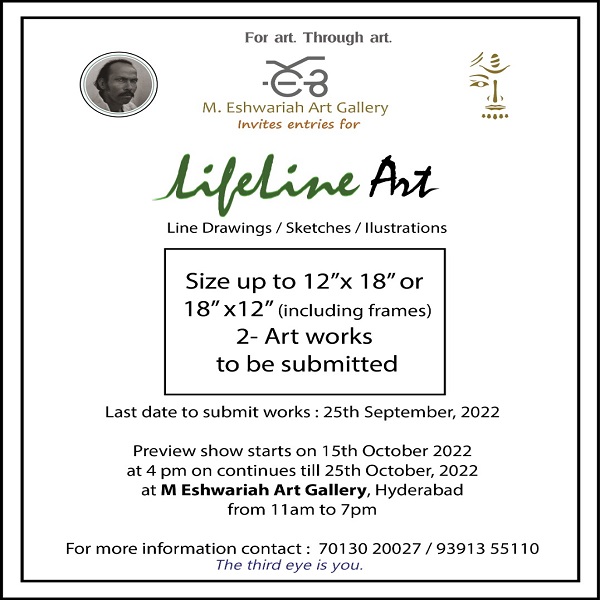 For art. Through art.
M. Eshwariah Art Gallery
Invites entries for
LifeLine Art
Line Drawings / Sketches / Ilustrations
Size up to 12”x 18” or
18” x12” (including frames)
2- Art works
to be submitted
Last date to submit works : 25th September, 2022
Preview show starts on 15th October 2022
at 4 pm on continues till 25th October, 2022
at M Eshwariah Art Gallery, Hyderabad
from 11am to 7pm
For more information contact : 70130 20027 / 93913 55110
The third eye is you.